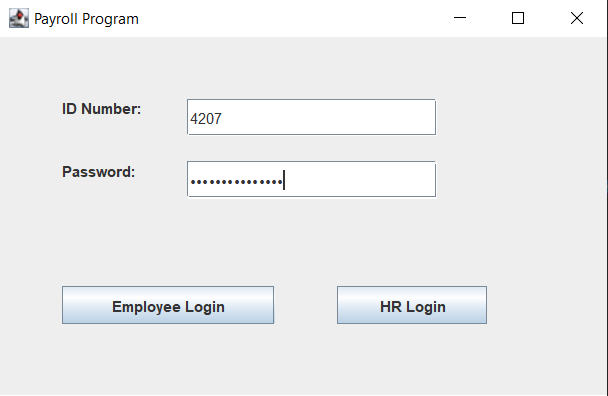 Payroll Program
ID Number:
4207
Password:
•••••••••••••••
Employee Login
HR Login